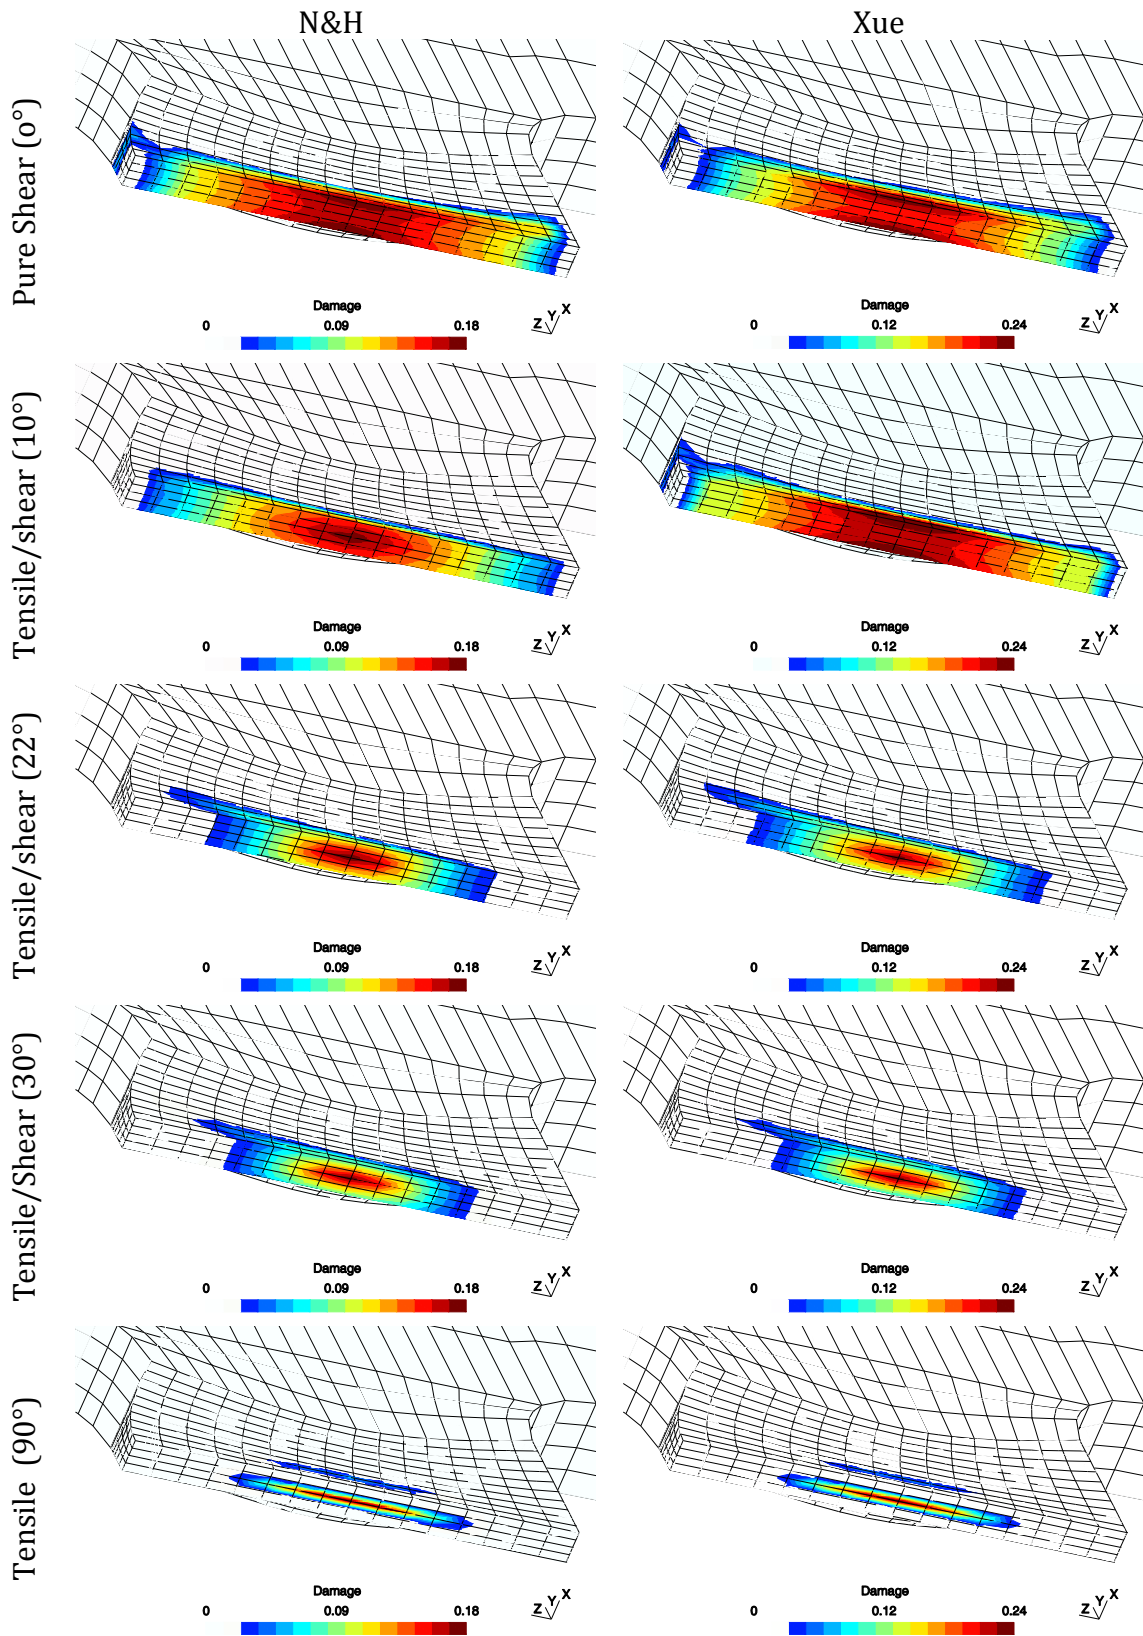 N&H Xue
Pure Shear (0°)
Damage Damage
0 0.09 0.18 Z Y X 0 0.12 0.24 Z Y X
Tensile/shear (10°)
Damage Damage
0 0.09 0.18 Z Y X 0 0.12 0.24 Z Y X
Tensile/shear (22°)
Damage Damage
0 0.09 0.18 Z Y X 0 0.12 0.24 Z Y X
Tensile/Shear (30°)
Damage Damage
0 0.09 0.18 Z Y X 0 0.12 0.24 Z Y X
Tensile (90°)
Damage Damage
0 0.09 0.18 Z Y X 0 0.12 0.24 Z Y X